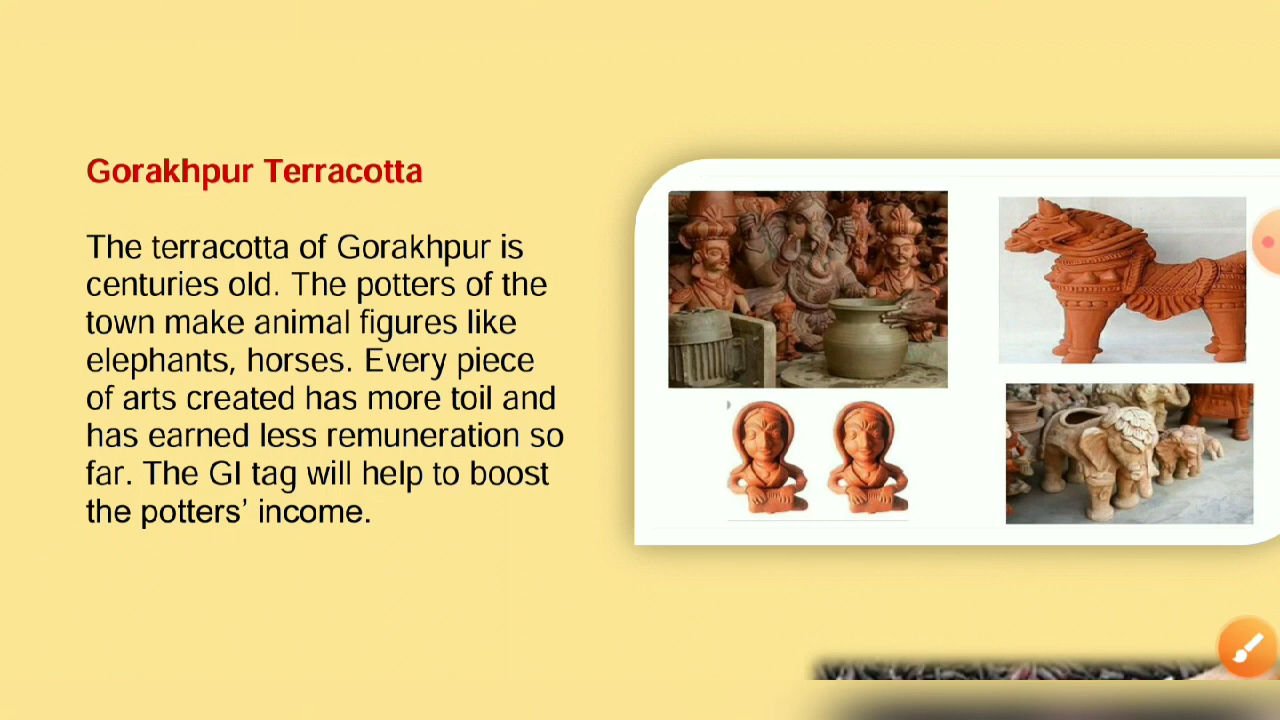 Gorakhpur Terracotta
The terracotta of Gorakhpur is
centuries old. The potters of the
town make animal figures like
elephants, horses. Every piece
of arts created has more toil and
has earned less remuneration so
far. The GI tag will help to boost
the potters’ income.